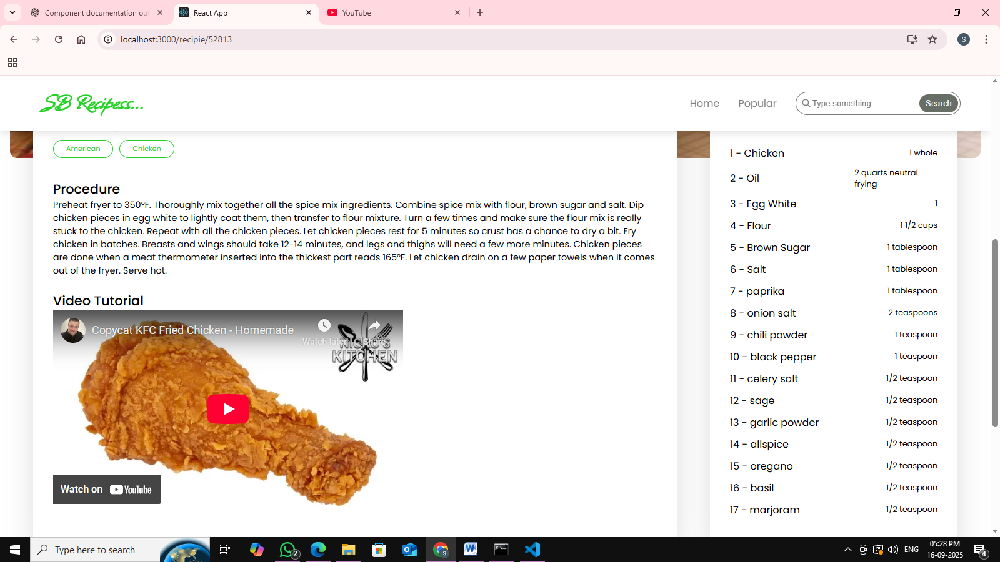 Component documentation ou
React App
YouTube
localhost:3000/recipie/52813
S
SB Recipess...
Home
Popular
Type something..
Search
American
Chicken
Procedure
Preheat fryer to 350°F. Thoroughly mix together all the spice mix ingredients. Combine spice mix with flour, brown sugar and salt. Dip
chicken pieces in egg white to lightly coat them, then transfer to flour mixture. Turn a few times and make sure the flour mix is really
stuck to the chicken. Repeat with all the chicken pieces. Let chicken pieces rest for 5 minutes so crust has a chance to dry a bit. Fry
chicken in batches. Breasts and wings should take 12-14 minutes, and legs and thighs will need a few more minutes. Chicken pieces
are done when a meat thermometer inserted into the thickest part reads 165°F. Let chicken drain on a few paper towels when it comes
out of the fryer. Serve hot.
Video Tutorial
Copycat KFC Fried Chicken - Homemade
Watch later
Share
NICKO'S
KITCHEN
Watch on YouTube
1 - Chicken 1 whole
2 - Oil 2 quarts neutral
frying
3 - Egg White 1
4 - Flour 1 1/2 cups
5 - Brown Sugar 1 tablespoon
6 - Salt 1 tablespoon
7 - paprika 1 tablespoon
8 - onion salt 2 teaspoons
9 - chili powder 1 teaspoon
10 - black pepper 1 teaspoon
11 - celery salt 1/2 teaspoon
12 - sage 1/2 teaspoon
13 - garlic powder 1/2 teaspoon
14 - allspice 1/2 teaspoon
15 - oregano 1/2 teaspoon
16 - basil 1/2 teaspoon
17 - marjoram 1/2 teaspoon
Type here to search
2
S
ENG
05:28 PM
16-09-2025
4